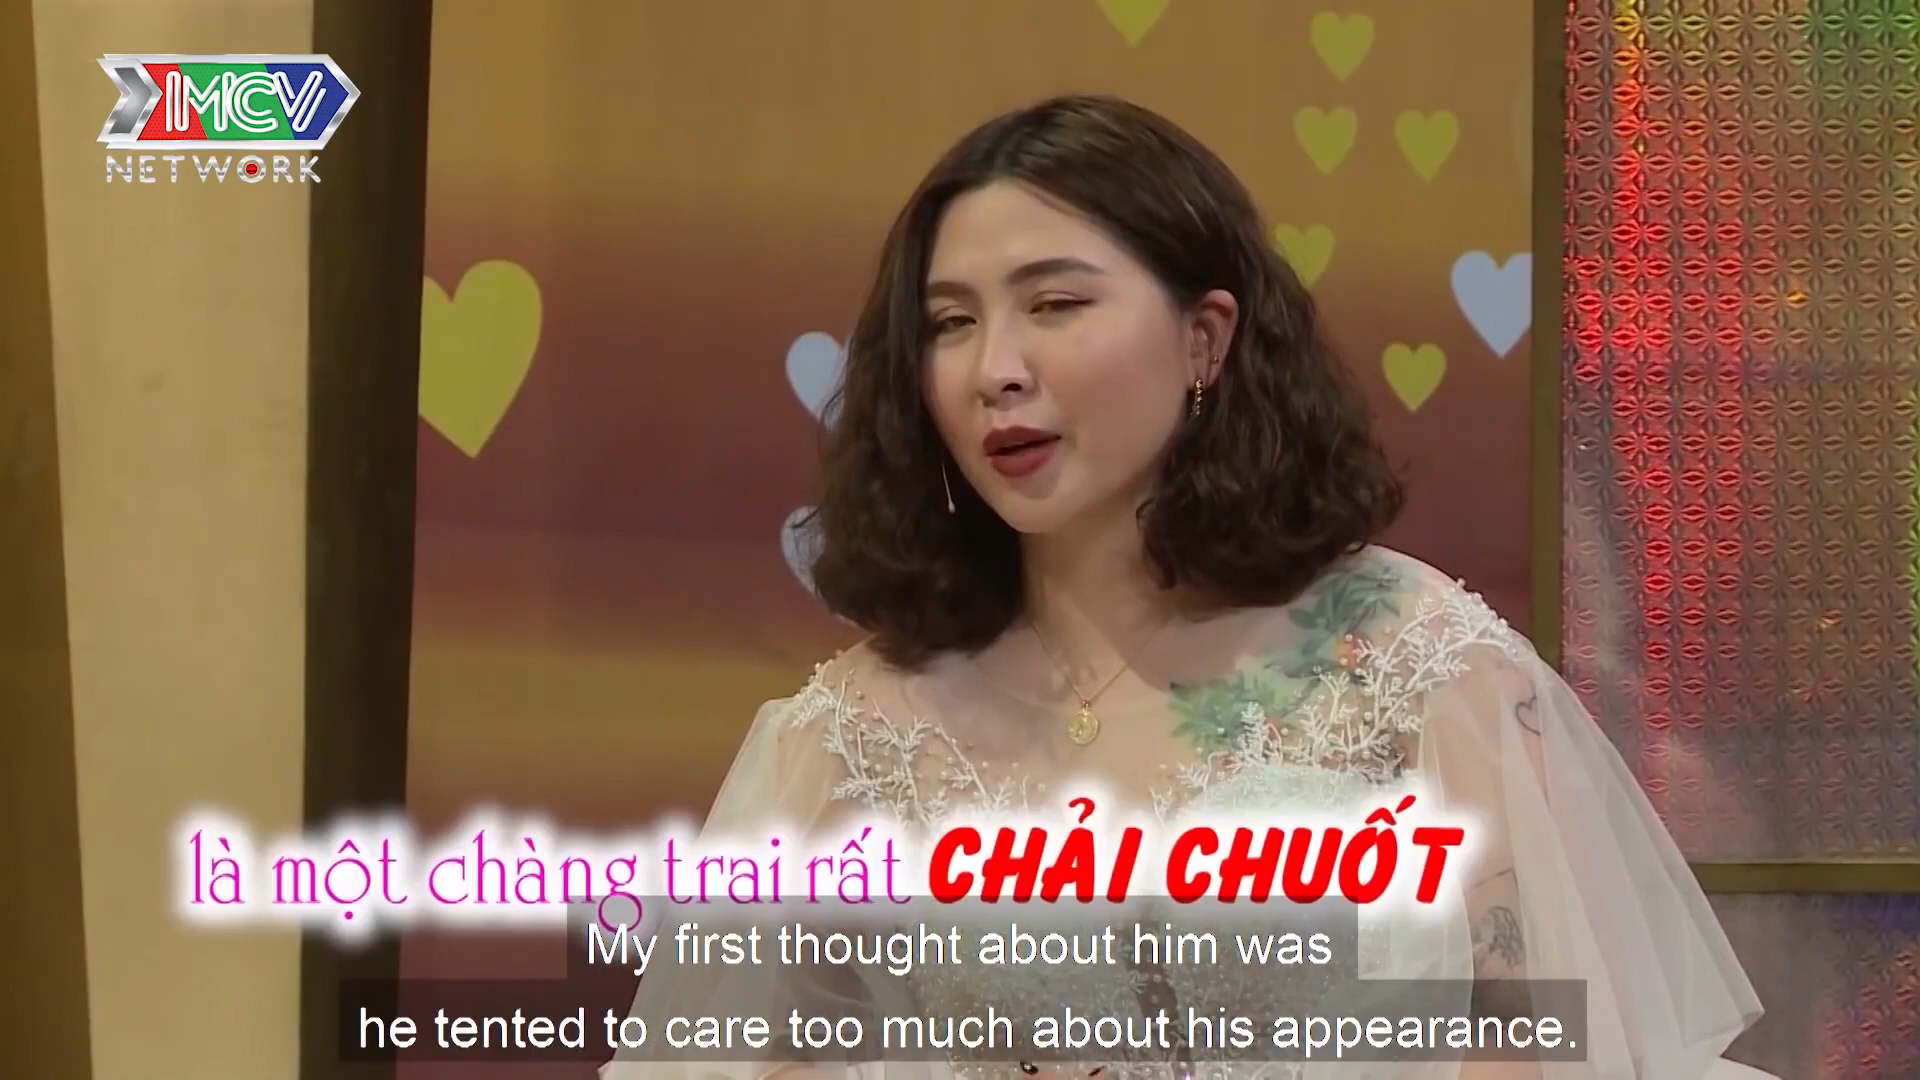 MCV
NETWORK
là một chàng trai rất CHẢI CHUỐT
My first thought about him was
he tented to care too much about his appearance.